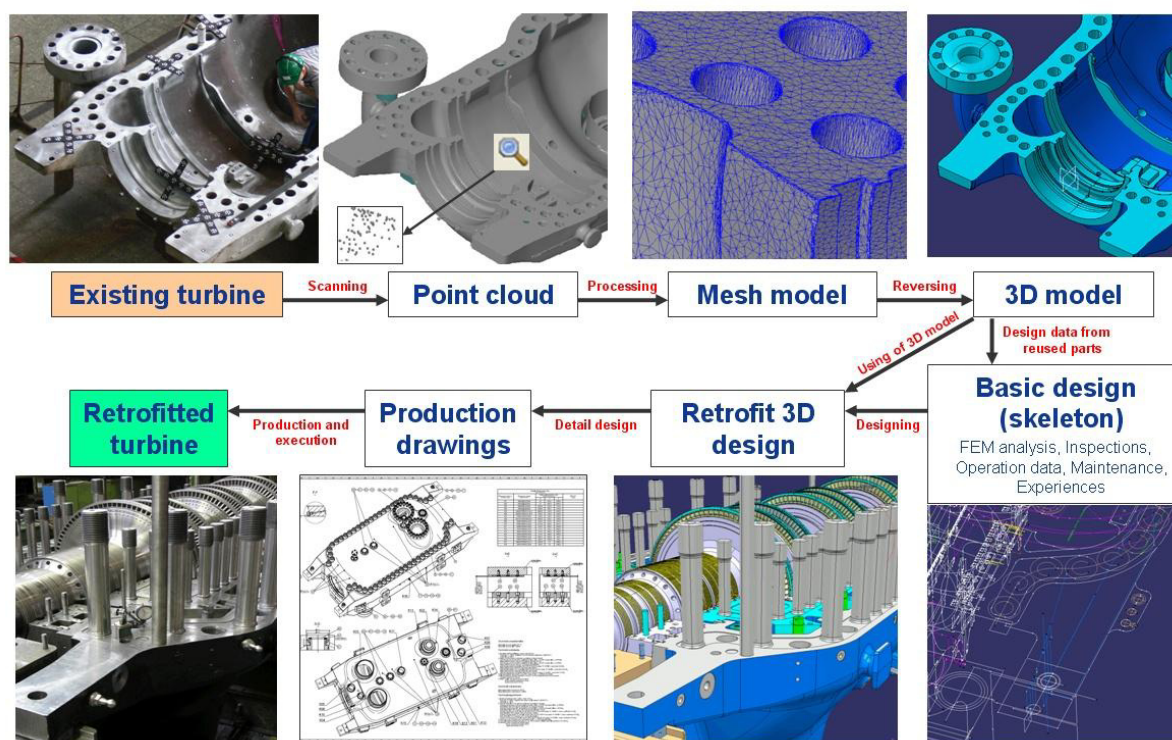 Existing turbine
Scanning
Point cloud
Processing
Mesh model
Reversing
3D model
Using of 3D model
Design data from
reused parts
Retrofitted
turbine
Production and
execution
Production
drawings
Detail design
Retrofit 3D
design
Designing
Basic design
(skeleton)
FEM analysis, Inspections,
Operation data, Maintenance,
Experiences